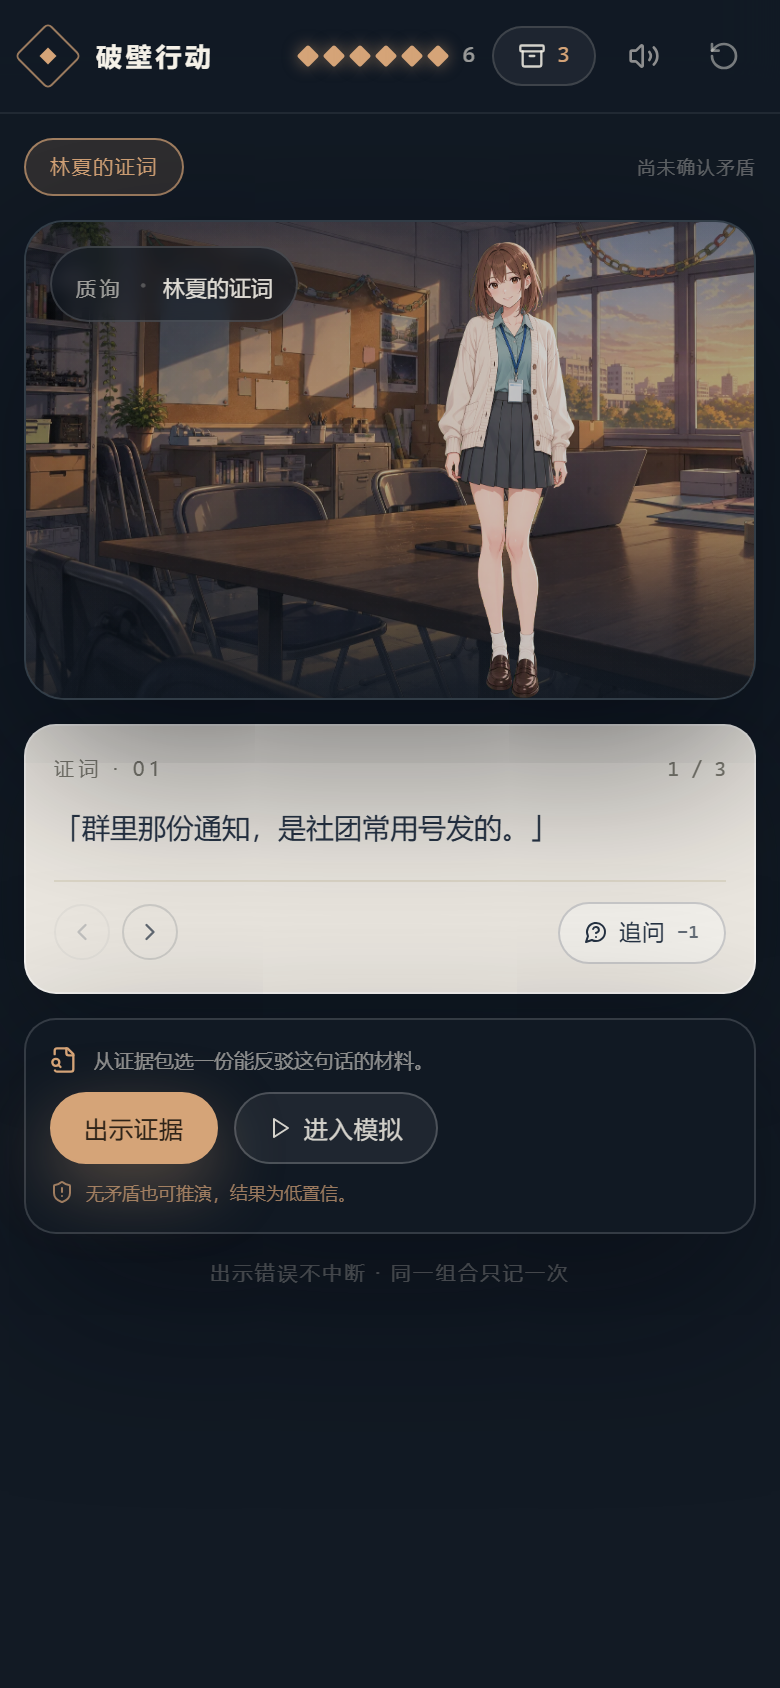 破壁行动
6
3
林夏的证词
尚未确认矛盾
质询 · 林夏的证词
证词 · 01
1 / 3
「群里那份通知，是社团常用号发的。」
追问 -1
从证据包选一份能反驳这句话的材料。
出示证据
进入模拟
无矛盾也可推演，结果为低置信。
出示错误不中断 · 同一组合只记一次